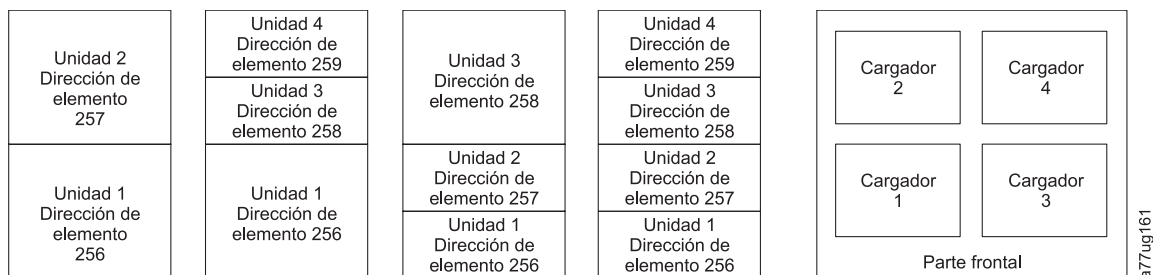 Unidad 2
Dirección de
elemento
257
Unidad 1
Dirección de
elemento
256
Unidad 4
Dirección de
elemento 259
Unidad 3
Dirección de
elemento 258
Unidad 1
Dirección de
elemento 256
Unidad 3
Dirección de
elemento 258
Unidad 2
Dirección de
elemento 257
Unidad 1
Dirección de
elemento 256
Unidad 4
Dirección de
elemento 259
Unidad 3
Dirección de
elemento 258
Unidad 2
Dirección de
elemento 257
Unidad 1
Dirección de
elemento 256
Cargador
2
Cargador
4
Cargador
1
Cargador
3
Parte frontal
a77ug161